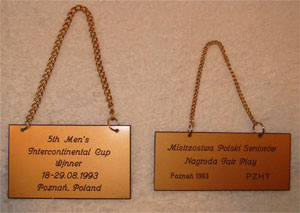 5th Men's
Intercontinental Cup
Winner
18-29.08.1993
Poznań, Poland
Mistrzostwa Polski Seniorów
Nagroda Fair Play
Poznań 1993 PZHT